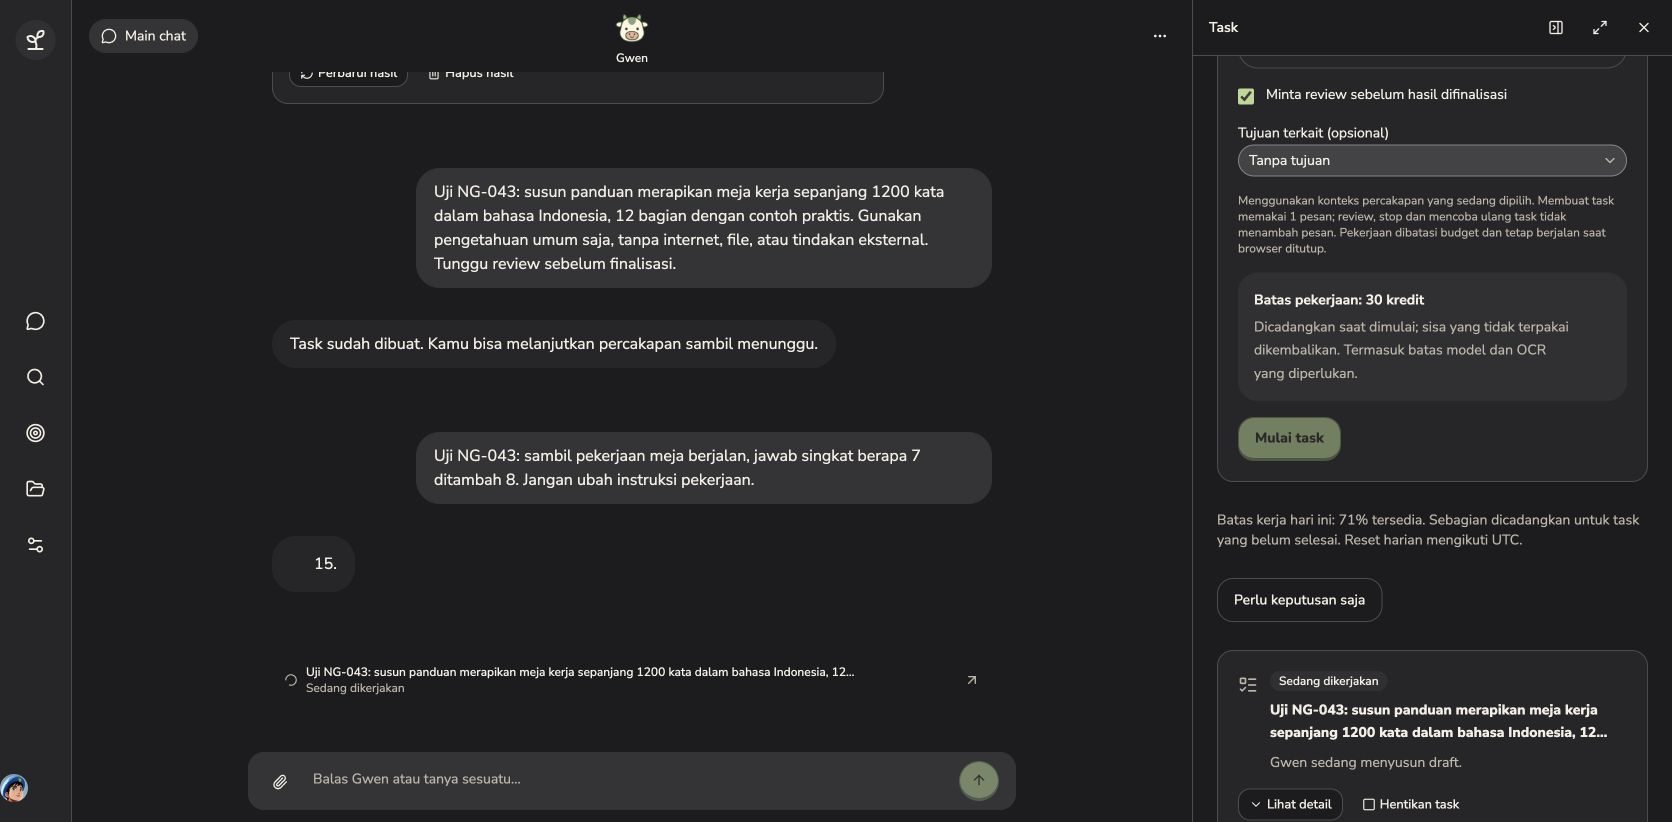 Main chat
Gwen
Perbarui hasil
Hapus hasil
Uji NG-043: susun panduan merapikan meja kerja sepanjang 1200 kata
dalam bahasa Indonesia, 12 bagian dengan contoh praktis. Gunakan
pengetahuan umum saja, tanpa internet, file, atau tindakan eksternal.
Tunggu review sebelum finalisasi.
Task sudah dibuat. Kamu bisa melanjutkan percakapan sambil menunggu.
Uji NG-043: sambil pekerjaan meja berjalan, jawab singkat berapa 7
ditambah 8. Jangan ubah instruksi pekerjaan.
15.
Uji NG-043: susun panduan merapikan meja kerja sepanjang 1200 kata dalam bahasa Indonesia, 12...
Sedang dikerjakan
Balas Gwen atau tanya sesuatu...
Task
Minta review sebelum hasil difinalisasi
Tujuan terkait (opsional)
Tanpa tujuan
Menggunakan konteks percakapan yang sedang dipilih. Membuat task
memakai 1 pesan; review, stop dan mencoba ulang task tidak
menambah pesan. Pekerjaan dibatasi budget dan tetap berjalan saat
browser ditutup.
Batas pekerjaan: 30 kredit
Dicadangkan saat dimulai; sisa yang tidak terpakai
dikembalikan. Termasuk batas model dan OCR
yang diperlukan.
Mulai task
Batas kerja hari ini: 71% tersedia. Sebagian dicadangkan untuk task
yang belum selesai. Reset harian mengikuti UTC.
Perlu keputusan saja
Sedang dikerjakan
Uji NG-043: susun panduan merapikan meja kerja
sepanjang 1200 kata dalam bahasa Indonesia, 12...
Gwen sedang menyusun draft.
Lihat detail
Hentikan task